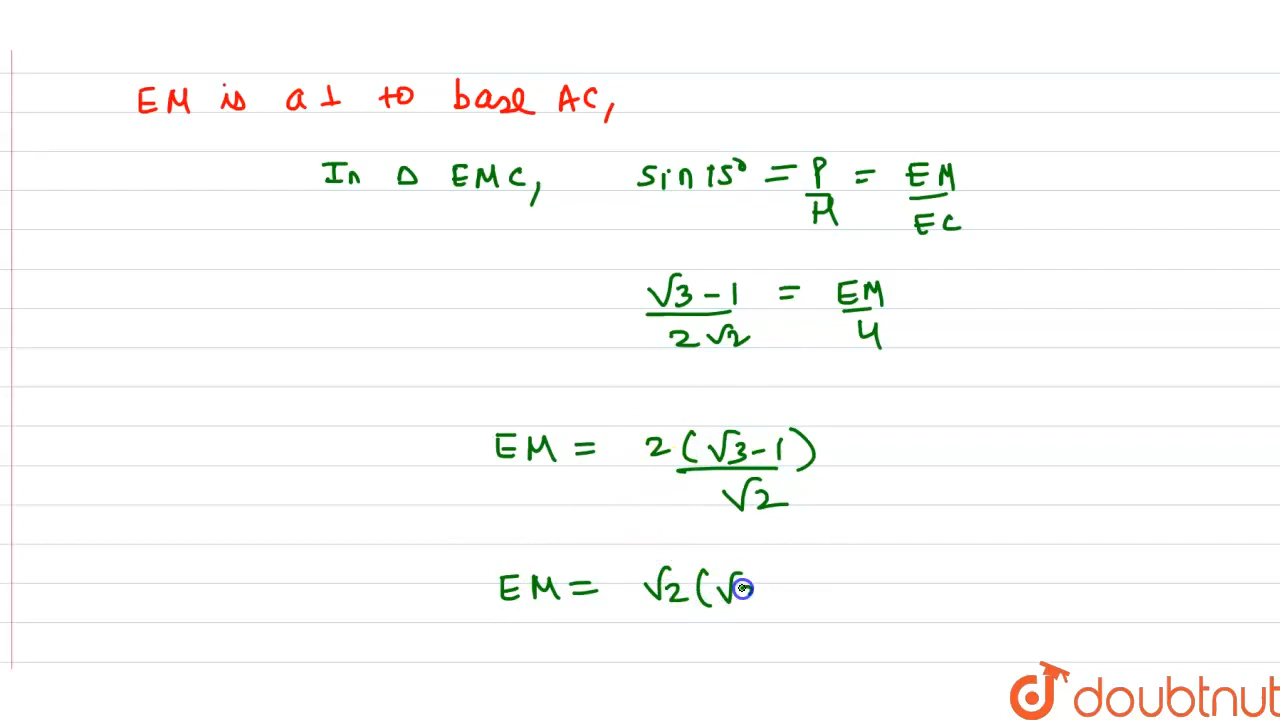 EM is a ⊥ to base AC,
In Δ EMC, sin 15° = P/H = EM/EC
√3 - 1 / 2√2 = EM / 4
EM = 2(√3 - 1) / √2
EM = √2 (√
doubtnut